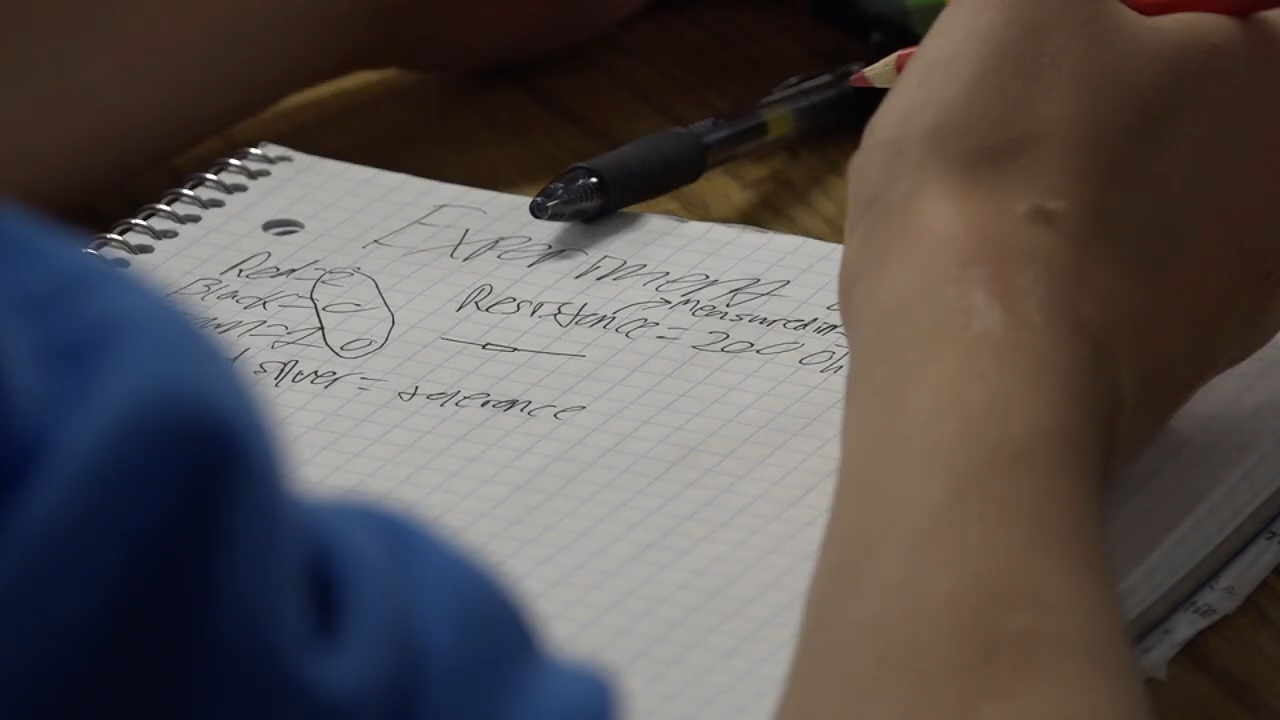 Experiment
Red=2
Black=0
Resistance = 200 Oh
→ measured in
silver= tolerance